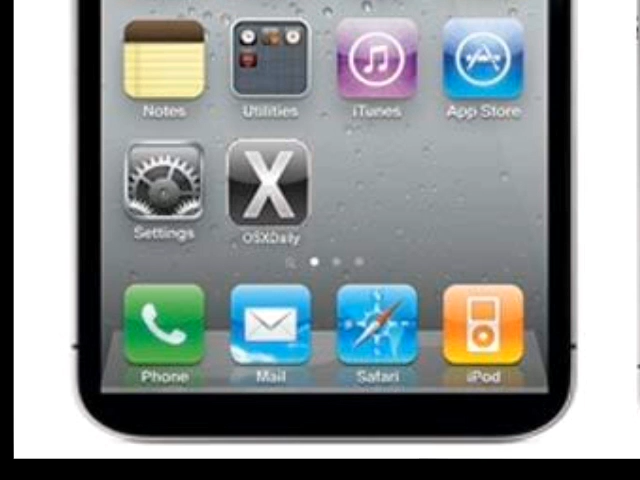 Notes Utilities iTunes App Store
Settings OSXDaily
X
Phone Mail Safari iPod